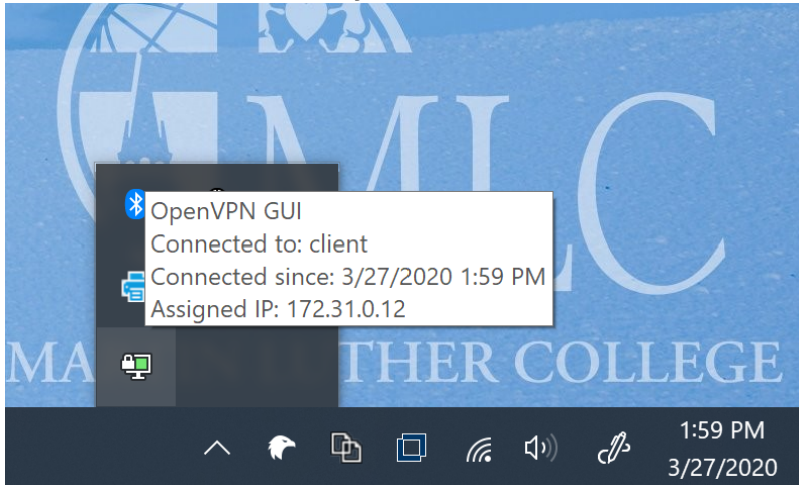 MLC
OpenVPN GUI
Connected to: client
Connected since: 3/27/2020 1:59 PM
Assigned IP: 172.31.0.12
COLLEGE
1:59 PM
3/27/2020